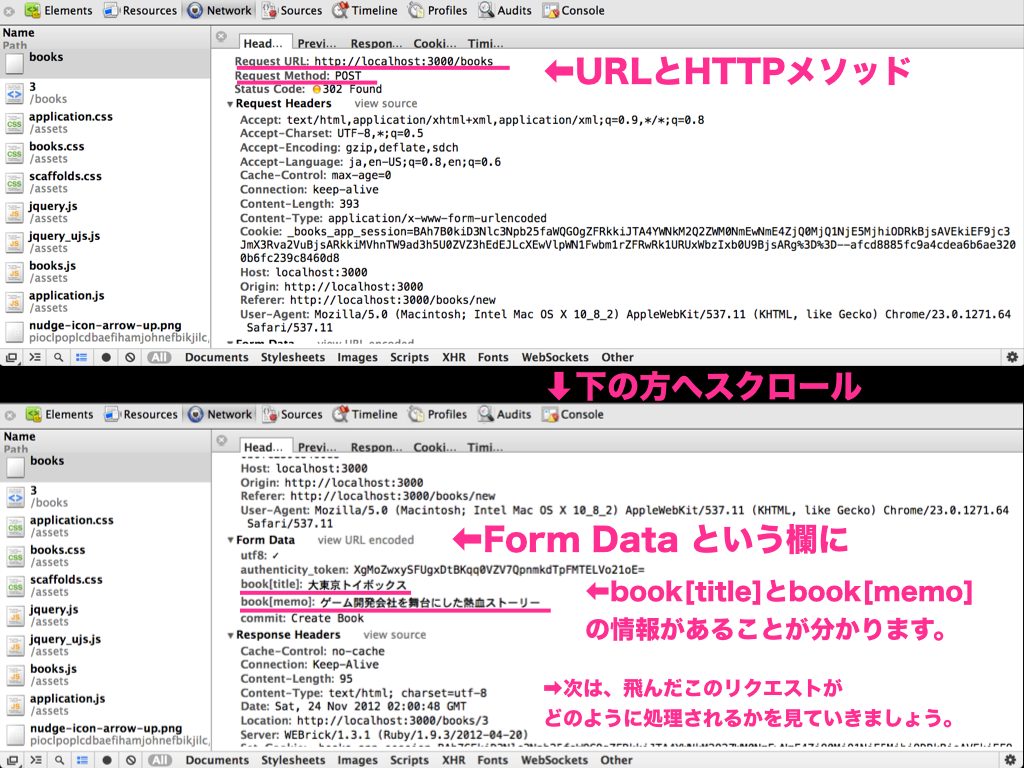 Elements Resources Network Sources Timeline Profiles Audits Console
Name
Path
books
3
/books
application.css
/assets
books.css
/assets
scaffolds.css
/assets
jquery.js
/assets
jquery_ujs.js
/assets
books.js
/assets
application.js
/assets
nudge-icon-arrow-up.png
Head... Previ... Respon... Cooki... Timi...
Request URL: http://localhost:3000/books
Request Method: POST
Status Code: 302 Found
⬅URLとHTTPメソッド
▼Request Headers view source
Accept: text/html,application/xhtml+xml,application/xml;q=0.9,*/*;q=0.8
Accept-Charset: UTF-8,*;q=0.5
Accept-Encoding: gzip,deflate,sdch
Accept-Language: ja,en-US;q=0.8,en;q=0.6
Cache-Control: max-age=0
Connection: keep-alive
Content-Length: 393
Content-Type: application/x-www-form-urlencoded
Cookie:
Host: localhost:3000
Origin: http://localhost:3000
Referer: http://localhost:3000/books/new
User-Agent: Mozilla/5.0 (Macintosh; Intel Mac OS X 10_8_2) AppleWebKit/537.11 (KHTML, like Gecko) Chrome/23.0.1271.64
Safari/537.11
▼Form Data view URL encoded
All Documents Stylesheets Images Scripts XHR Fonts WebSockets Other
⬇下の方へスクロール
Elements Resources Network Sources Timeline Profiles Audits Console
Name
Path
books
3
/books
application.css
/assets
books.css
/assets
scaffolds.css
/assets
jquery.js
/assets
jquery_ujs.js
/assets
books.js
/assets
application.js
/assets
nudge-icon-arrow-up.png
Head... Previ... Respon... Cooki... Timi...
Host: localhost:3000
Origin: http://localhost:3000
Referer: http://localhost:3000/books/new
User-Agent: Mozilla/5.0 (Macintosh; Intel Mac OS X 10_8_2) AppleWebKit/537.11 (KHTML, like Gecko) Chrome/23.0.1271.64
Safari/537.11
▼Form Data view URL encoded
utf8: ✓
authenticity_token: XgMoZwxySFUgxDtBKqq0VZV7QpnmkdTpFMTELVo21oE=
book[title]: 大東京トイボックス
book[memo]: ゲーム開発会社を舞台にした熱血ストーリー
commit: Create Book
⬅Form Data という欄に
⬅book[title]とbook[memo]
の情報があることが分かります。
▼Response Headers view source
Cache-Control: no-cache
Connection: Keep-Alive
Content-Length: 95
Content-Type: text/html; charset=utf-8
Date: Sat, 24 Nov 2012 02:00:48 GMT
Location: http://localhost:3000/books/3
Server: WEBrick/1.3.1 (Ruby/1.9.3/2012-04-20)
➡次は、飛んだこのリクエストが
どのように処理されるかを見ていきましょう。
All Documents Stylesheets Images Scripts XHR Fonts WebSockets Other